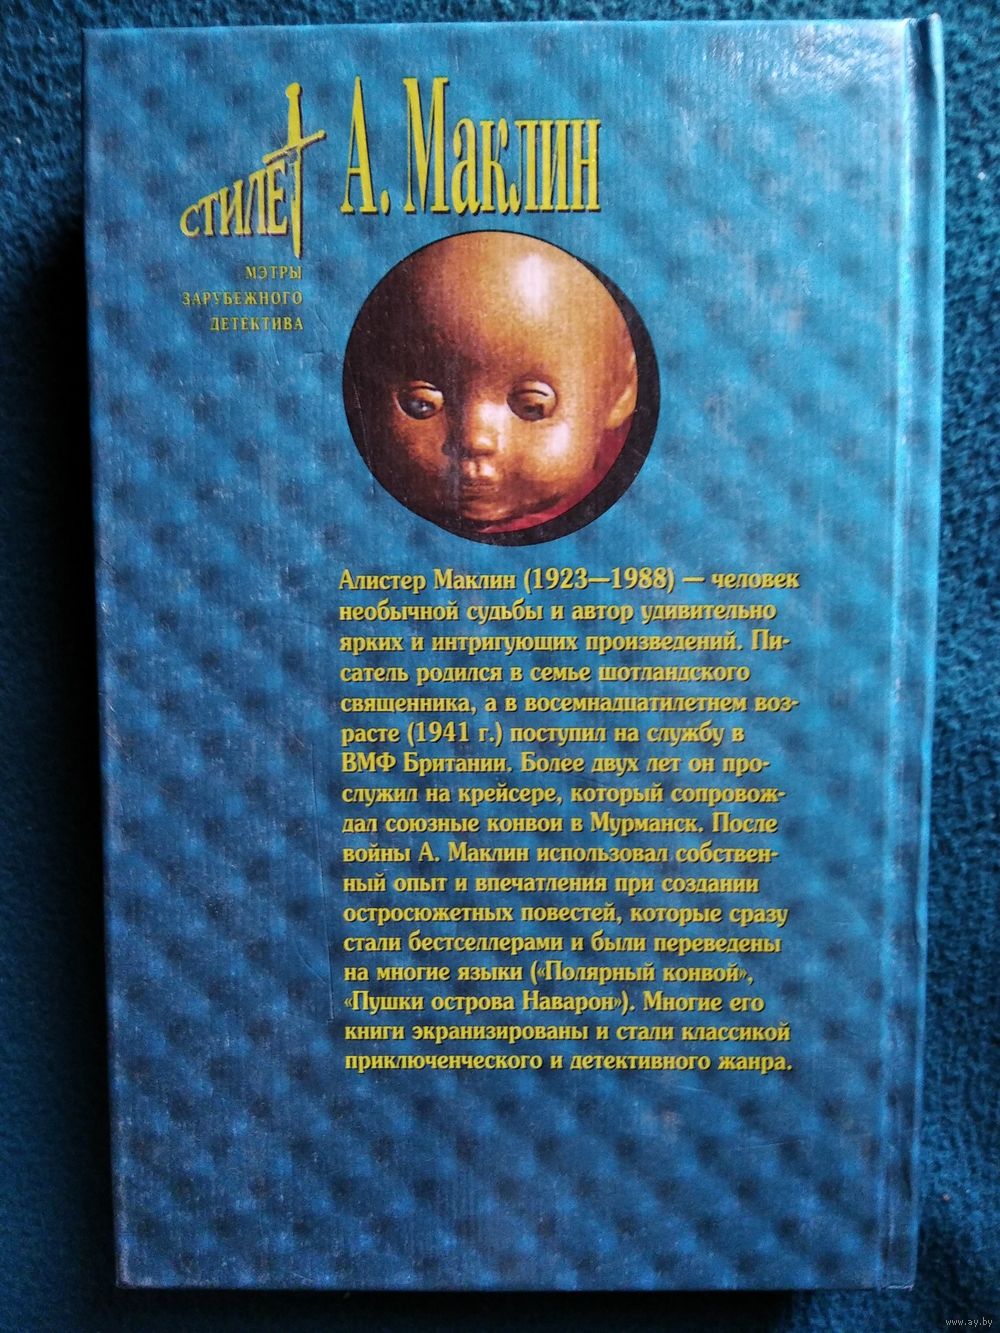 СТИЛЕТ
А. Маклин
МЭТРЫ
ЗАРУБЕЖНОГО
ДЕТЕКТИВА
Алистер Маклин (1923—1988) — человек
необычной судьбы и автор удивительно
ярких и интригующих произведений. Пи-
сатель родился в семье шотландского
священника, а в восемнадцатилетнем воз-
расте (1941 г.) поступил на службу в
ВМФ Британии. Более двух лет он про-
служил на крейсере, который сопровож-
дал союзные конвои в Мурманск. После
войны А. Маклин использовал собствен-
ный опыт и впечатления при создании
остросюжетных повестей, которые сразу
стали бестселлерами и были переведены
на многие языки («Полярный конвой»,
«Пушки острова Наварон»). Многие его
книги экранизированы и стали классикой
приключенческого и детективного жанра.
www.ay.by